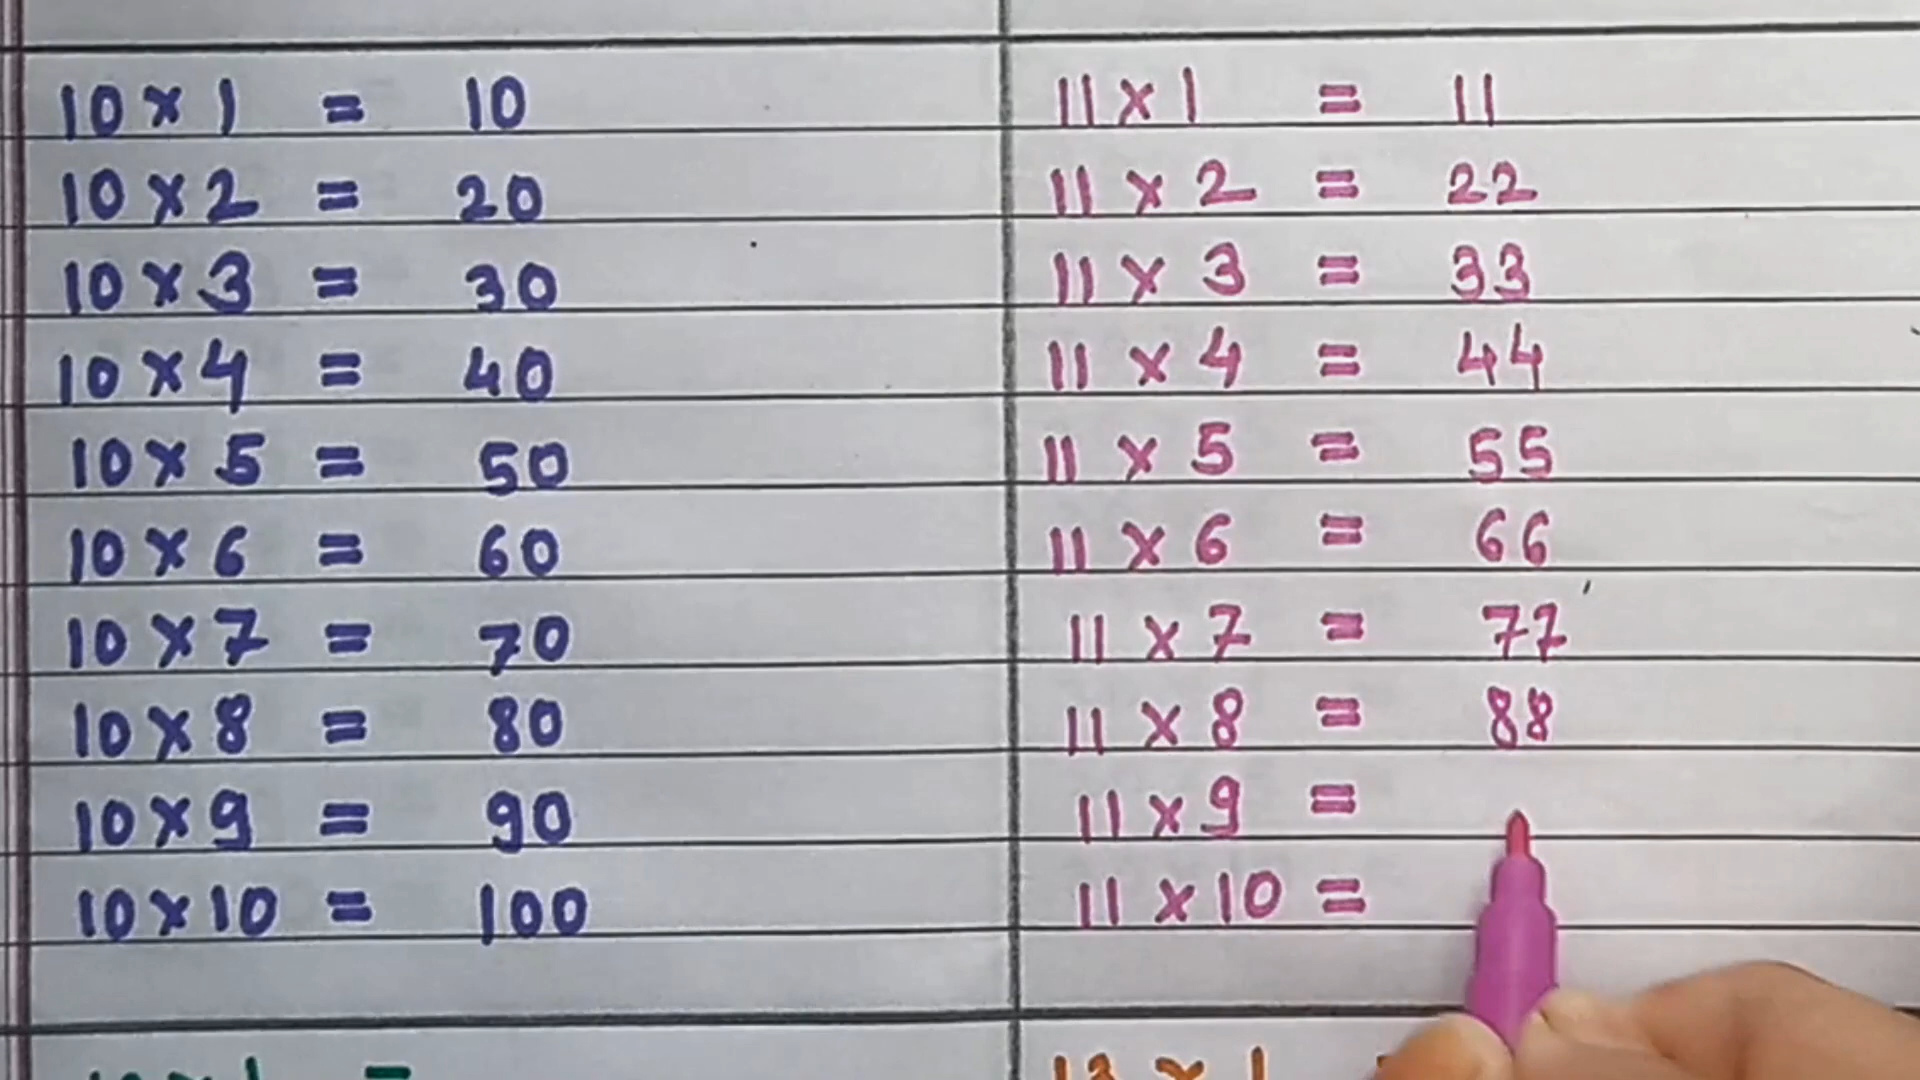 10 × 1 = 10
10 × 2 = 20
10 × 3 = 30
10 × 4 = 40
10 × 5 = 50
10 × 6 = 60
10 × 7 = 70
10 × 8 = 80
10 × 9 = 90
10 × 10 = 100
11 × 1 = 11
11 × 2 = 22
11 × 3 = 33
11 × 4 = 44
11 × 5 = 55
11 × 6 = 66
11 × 7 = 77
11 × 8 = 88
11 × 9 =
11 × 10 =